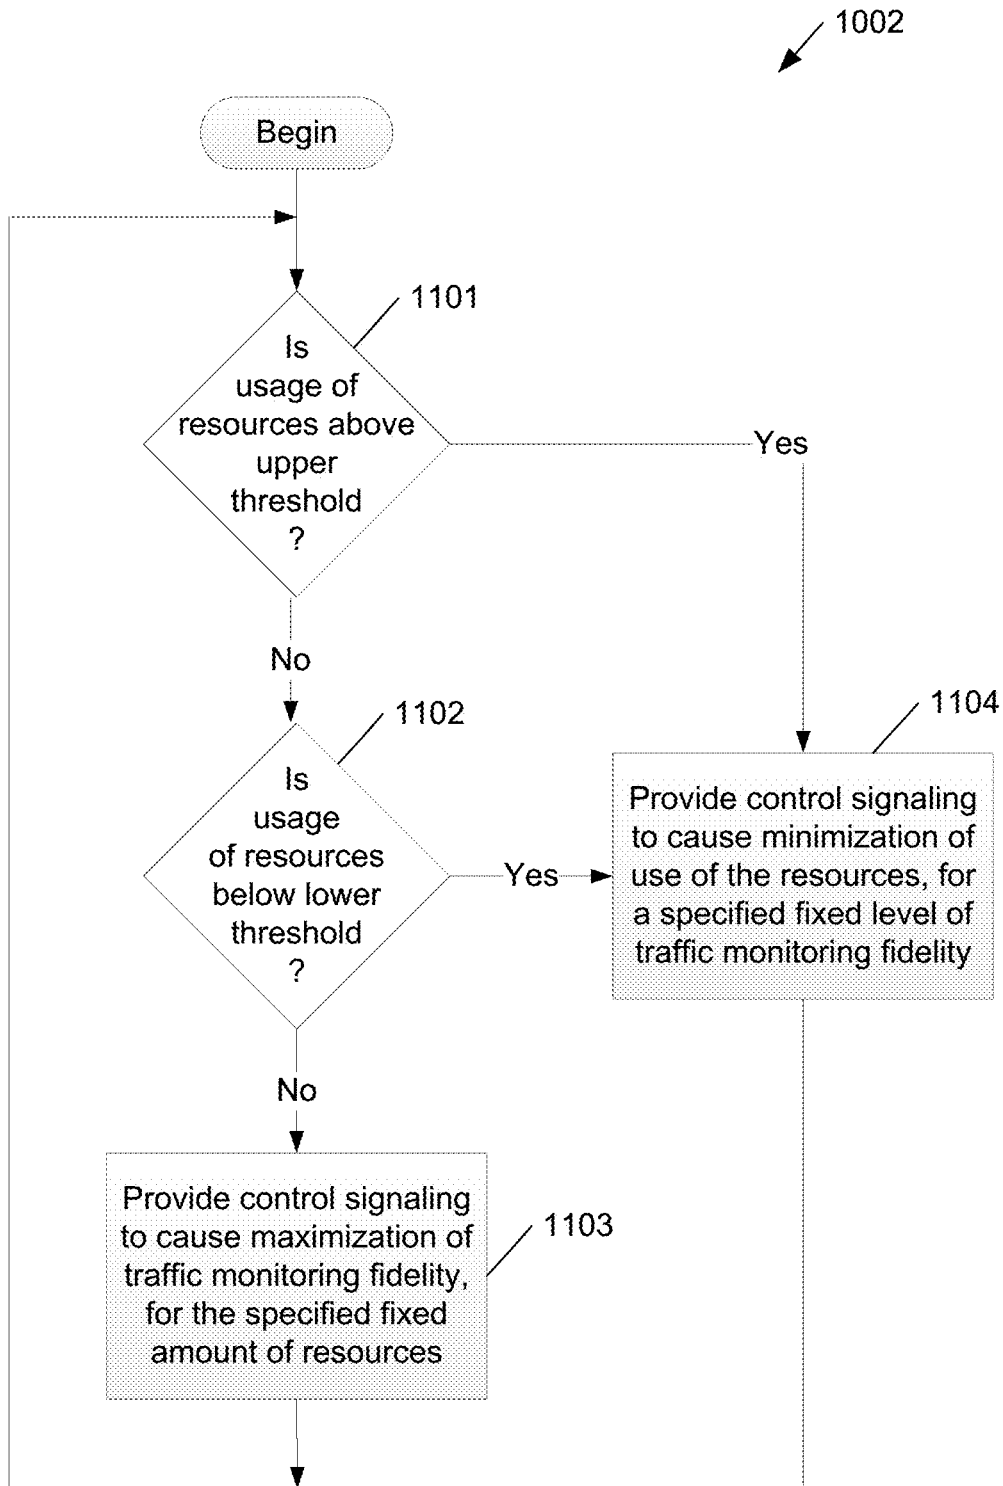 1002
Begin
1101
Is
usage of
resources above
upper
threshold
?
Yes
No
1102
Is
usage
of resources
below lower
threshold
?
Yes
1104
Provide control signaling
to cause minimization of
use of the resources, for
a specified fixed level of
traffic monitoring fidelity
No
Provide control signaling
to cause maximization of
traffic monitoring fidelity,
for the specified fixed
amount of resources
1103